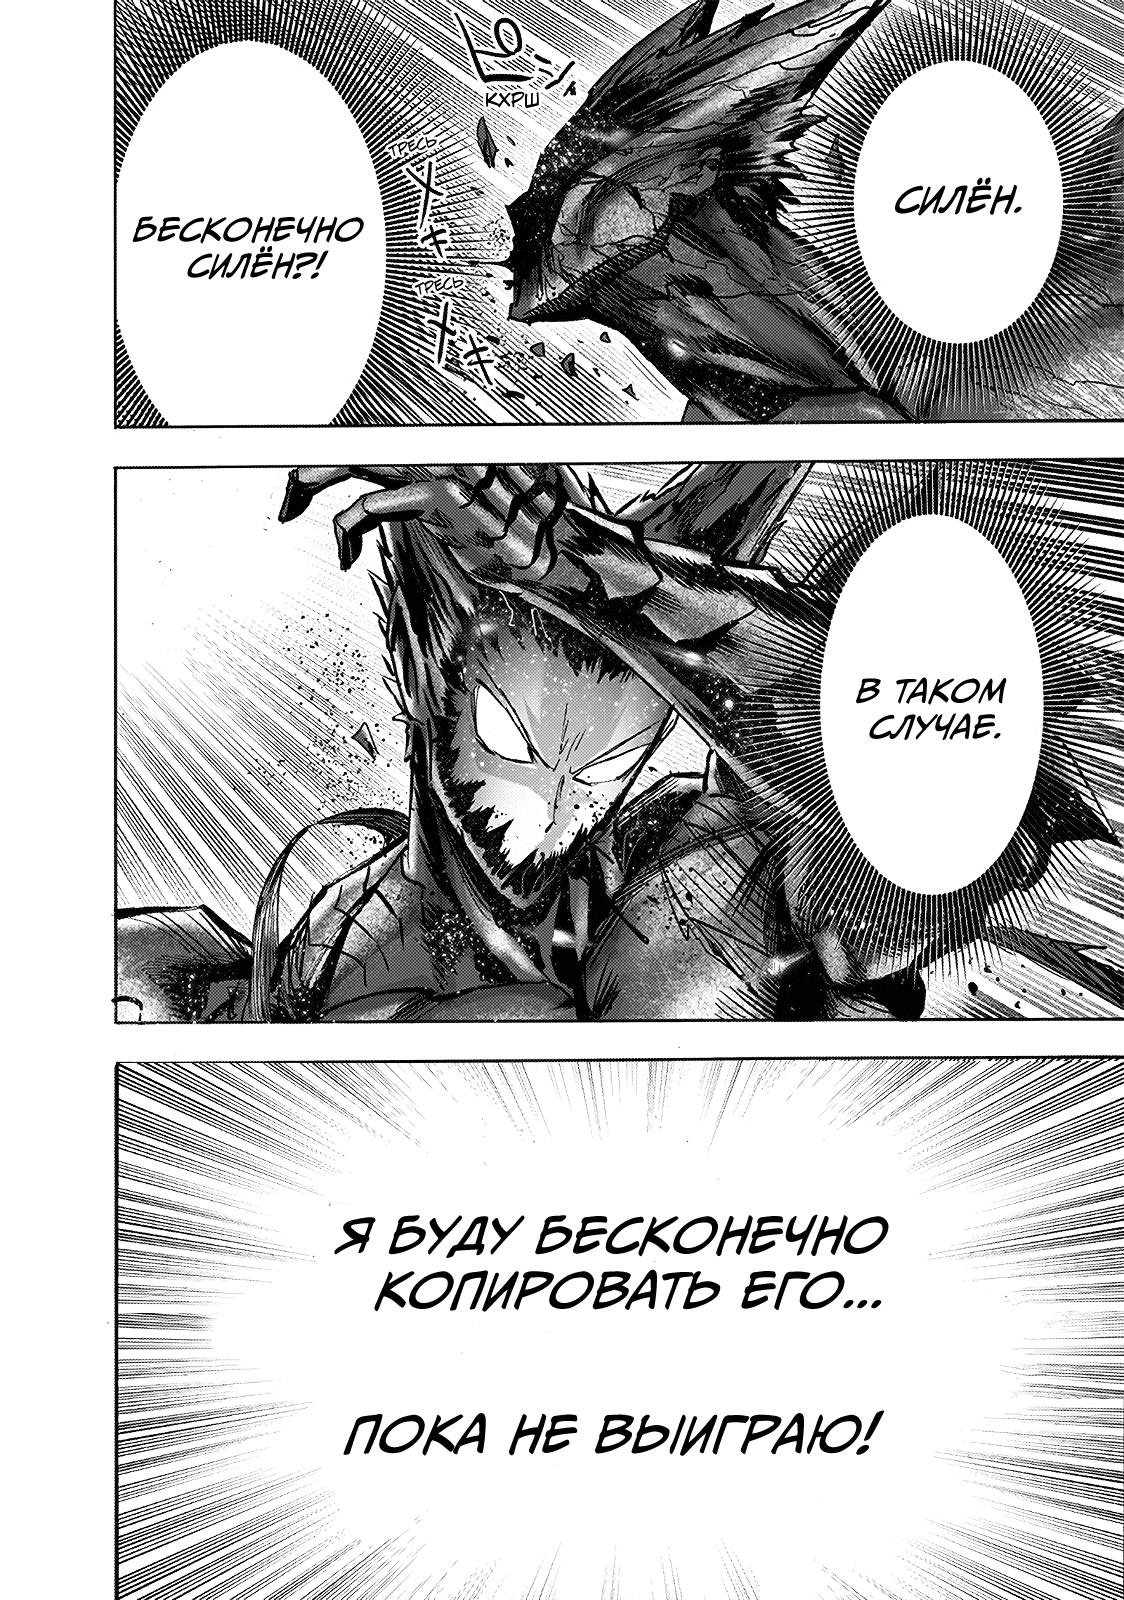 СИЛЁН.
КХРШ
ТРЕСЬ
ТРЕСЬ
БЕСКОНЕЧНО
СИЛЁН?!
В ТАКОМ
СЛУЧАЕ.
Я БУДУ БЕСКОНЕЧНО
КОПИРОВАТЬ ЕГО...
ПОКА НЕ ВЫИГРАЮ!